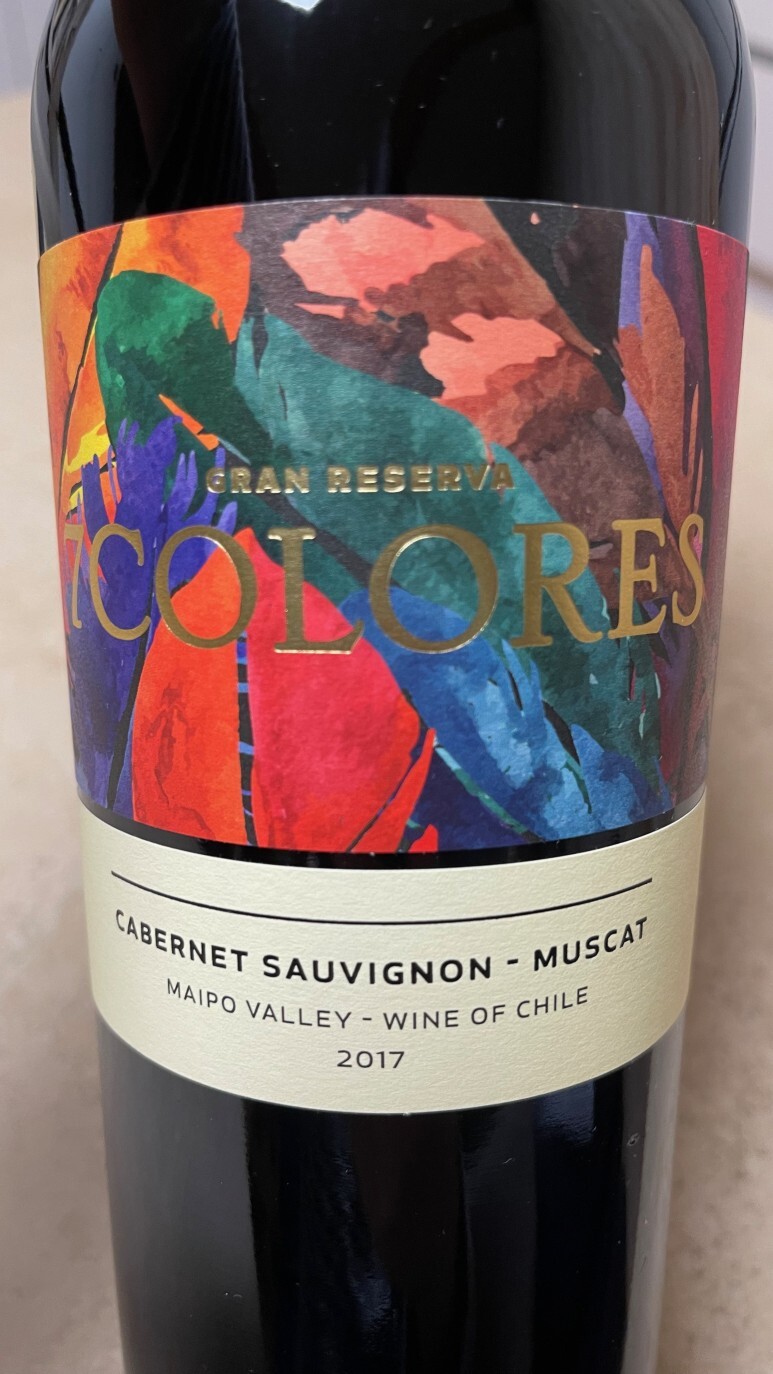 GRAN RESERVA
7COLORES
CABERNET SAUVIGNON - MUSCAT
MAIPO VALLEY - WINE OF CHILE
2017